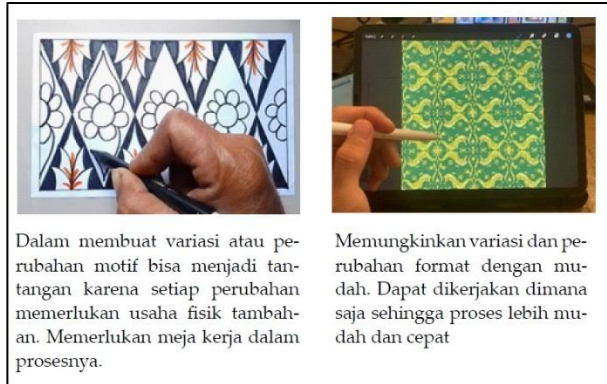 Dalam membuat variasi atau pe-
rubahan motif bisa menjadi tan-
tangan karena setiap perubahan
memerlukan usaha fisik tambah-
an. Memerlukan meja kerja dalam
prosesnya.
Memungkinkan variasi dan pe-
rubahan format dengan mu-
dah. Dapat dikerjakan dimana
saja sehingga proses lebih mu-
dah dan cepat